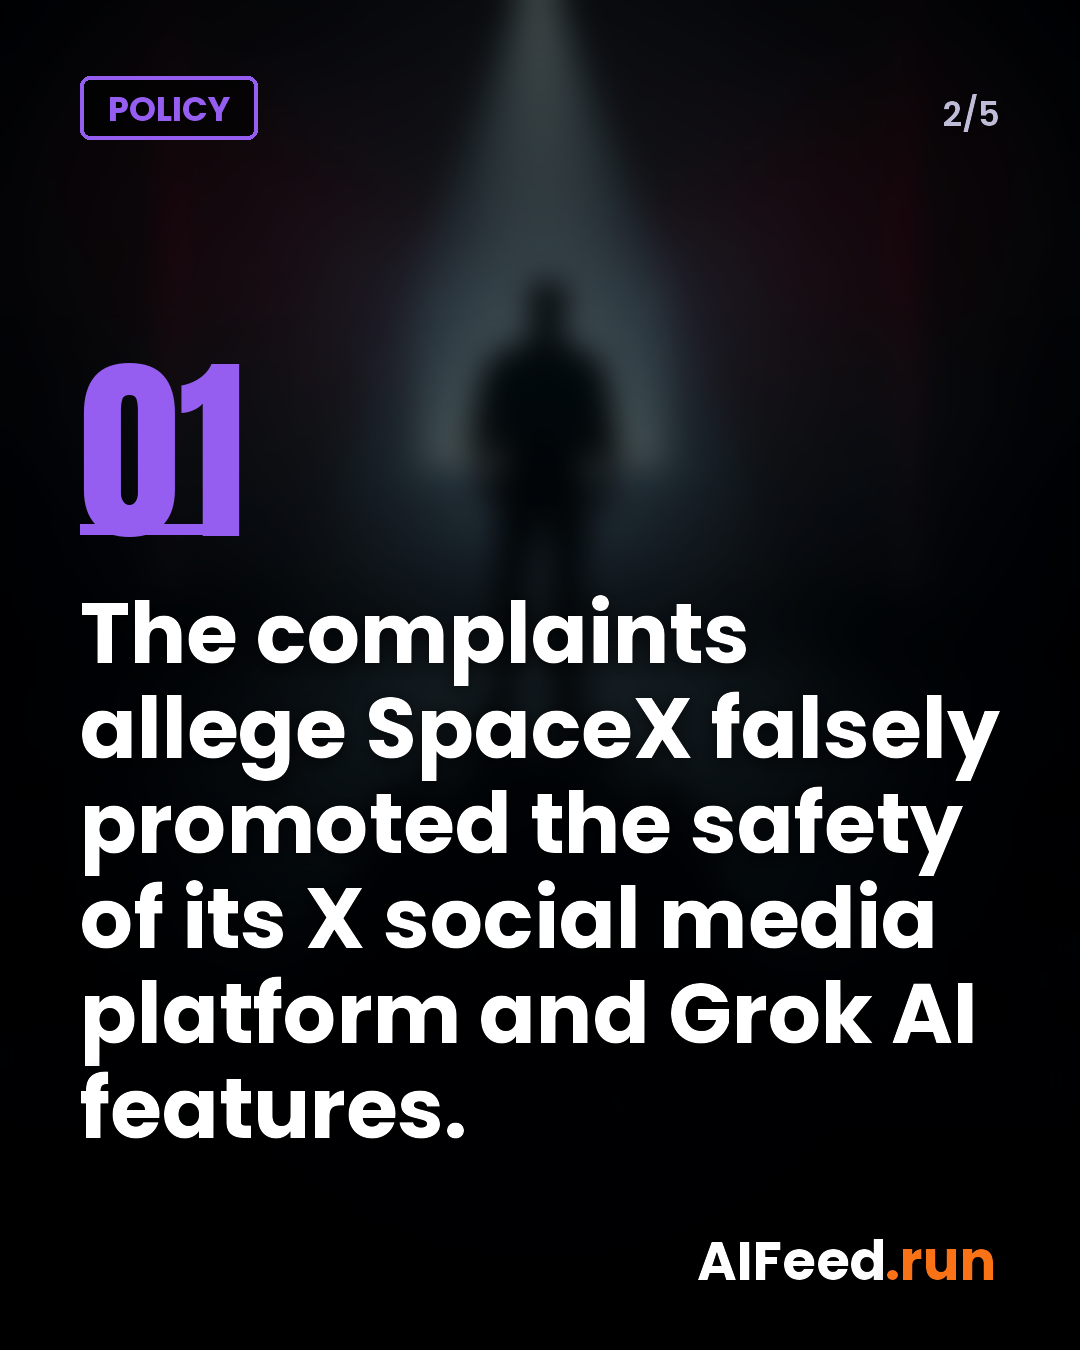 POLICY
2/5
01
The complaints
allege SpaceX falsely
promoted the safety
of its X social media
platform and Grok AI
features.
AIFeed.run